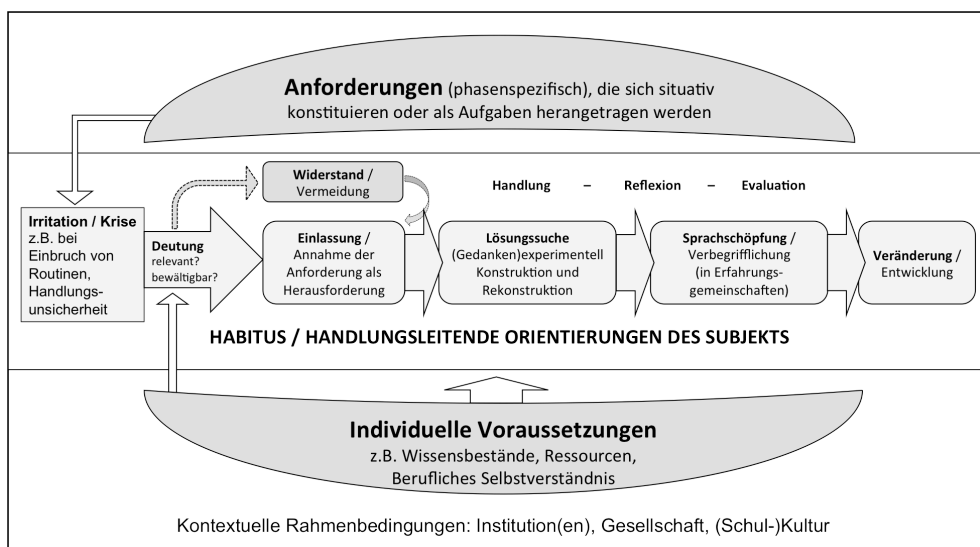 Anforderungen (phasenspezifisch), die sich situativ
konstituieren oder als Aufgaben herangetragen werden
Widerstand /
Vermeidung
Handlung – Reflexion – Evaluation
Irritation / Krise
z.B. bei
Einbruch von
Routinen,
Handlungs-
unsicherheit
Deutung
relevant?
bewältigbar?
Einlassung /
Annahme der
Anforderung als
Herausforderung
Lösungssuche
(Gedanken)experimentell
Konstruktion und
Rekonstruktion
Sprachschöpfung /
Verbegrifflichung
(in Erfahrungs-
gemeinschaften)
Veränderung /
Entwicklung
HABITUS / HANDLUNGSLEITENDE ORIENTIERUNGEN DES SUBJEKTS
Individuelle Voraussetzungen
z.B. Wissensbestände, Ressourcen,
Berufliches Selbstverständnis
Kontextuelle Rahmenbedingungen: Institution(en), Gesellschaft, (Schul-)Kultur